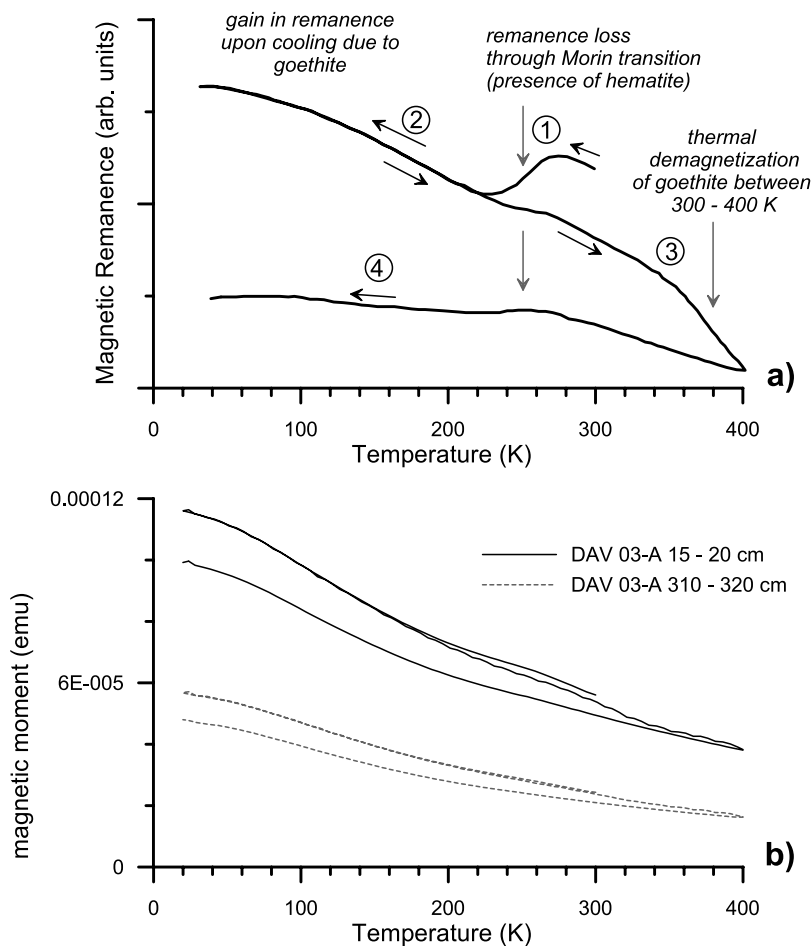 gain in remanence
upon cooling due to
goethite
remanence loss
through Morin transition
(presence of hematite)
thermal
demagnetization
of goethite between
300 - 400 K
1
2
3
4
Magnetic Remanence (arb. units)
a)
0 100 200 300 400
Temperature (K)
0.00012
6E-005
0
magnetic moment (emu)
DAV 03-A 15 - 20 cm
DAV 03-A 310 - 320 cm
b)
0 100 200 300 400
Temperature (K)